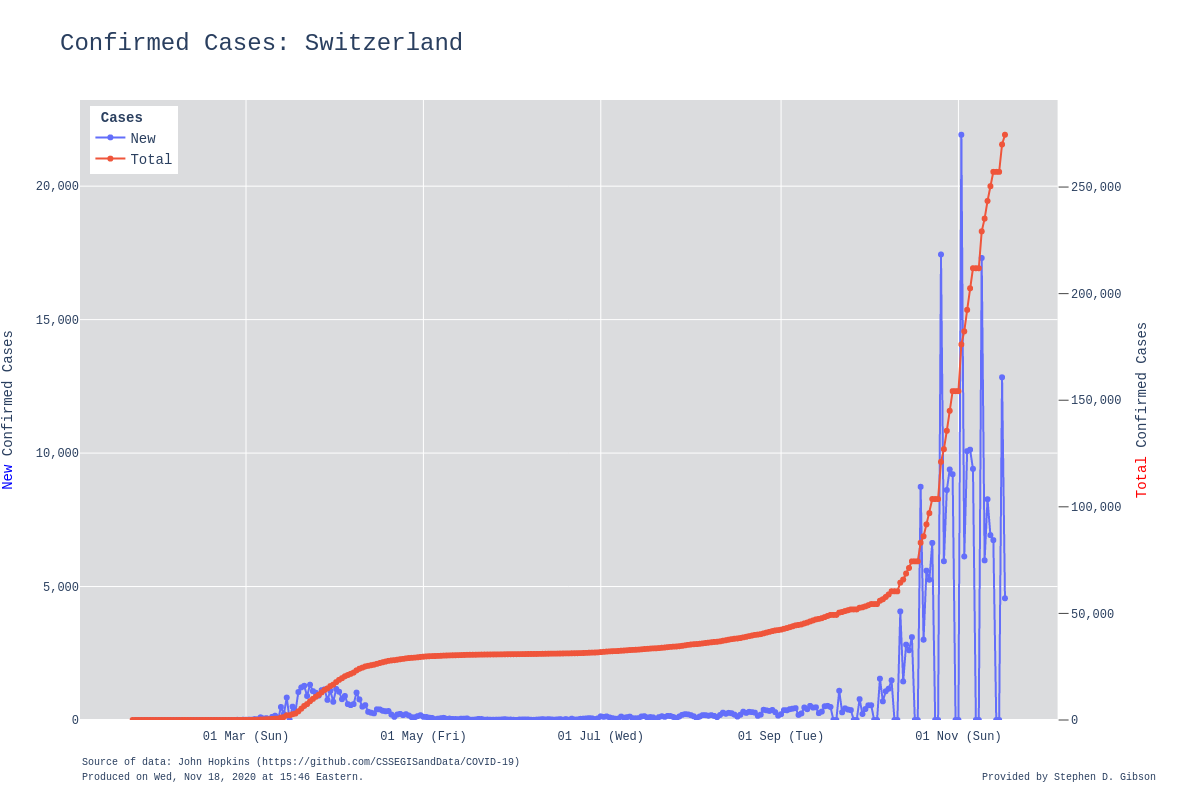 Confirmed Cases: Switzerland
Cases
New
Total
20,000
15,000
10,000
5,000
0
250,000
200,000
150,000
100,000
50,000
0
New Confirmed Cases
Total Confirmed Cases
01 Mar (Sun)
01 May (Fri)
01 Jul (Wed)
01 Sep (Tue)
01 Nov (Sun)
Source of data: John Hopkins (https://github.com/CSSEGISandData/COVID-19)
Produced on Wed, Nov 18, 2020 at 15:46 Eastern.
Provided by Stephen D. Gibson